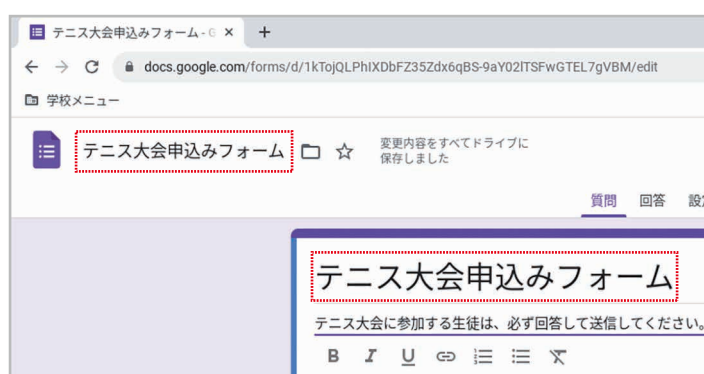 テニス大会申込みフォーム - G
docs.google.com/forms/d/1kTojQLPhIXDbFZ35Zdx6qBS-9aY02lTSFwGTEL7gVBM/edit
学校メニュー
テニス大会申込みフォーム
変更内容をすべてドライブに
保存しました
質問 回答 設定
テニス大会申込みフォーム
テニス大会に参加する生徒は、必ず回答して送信してください。
B I U